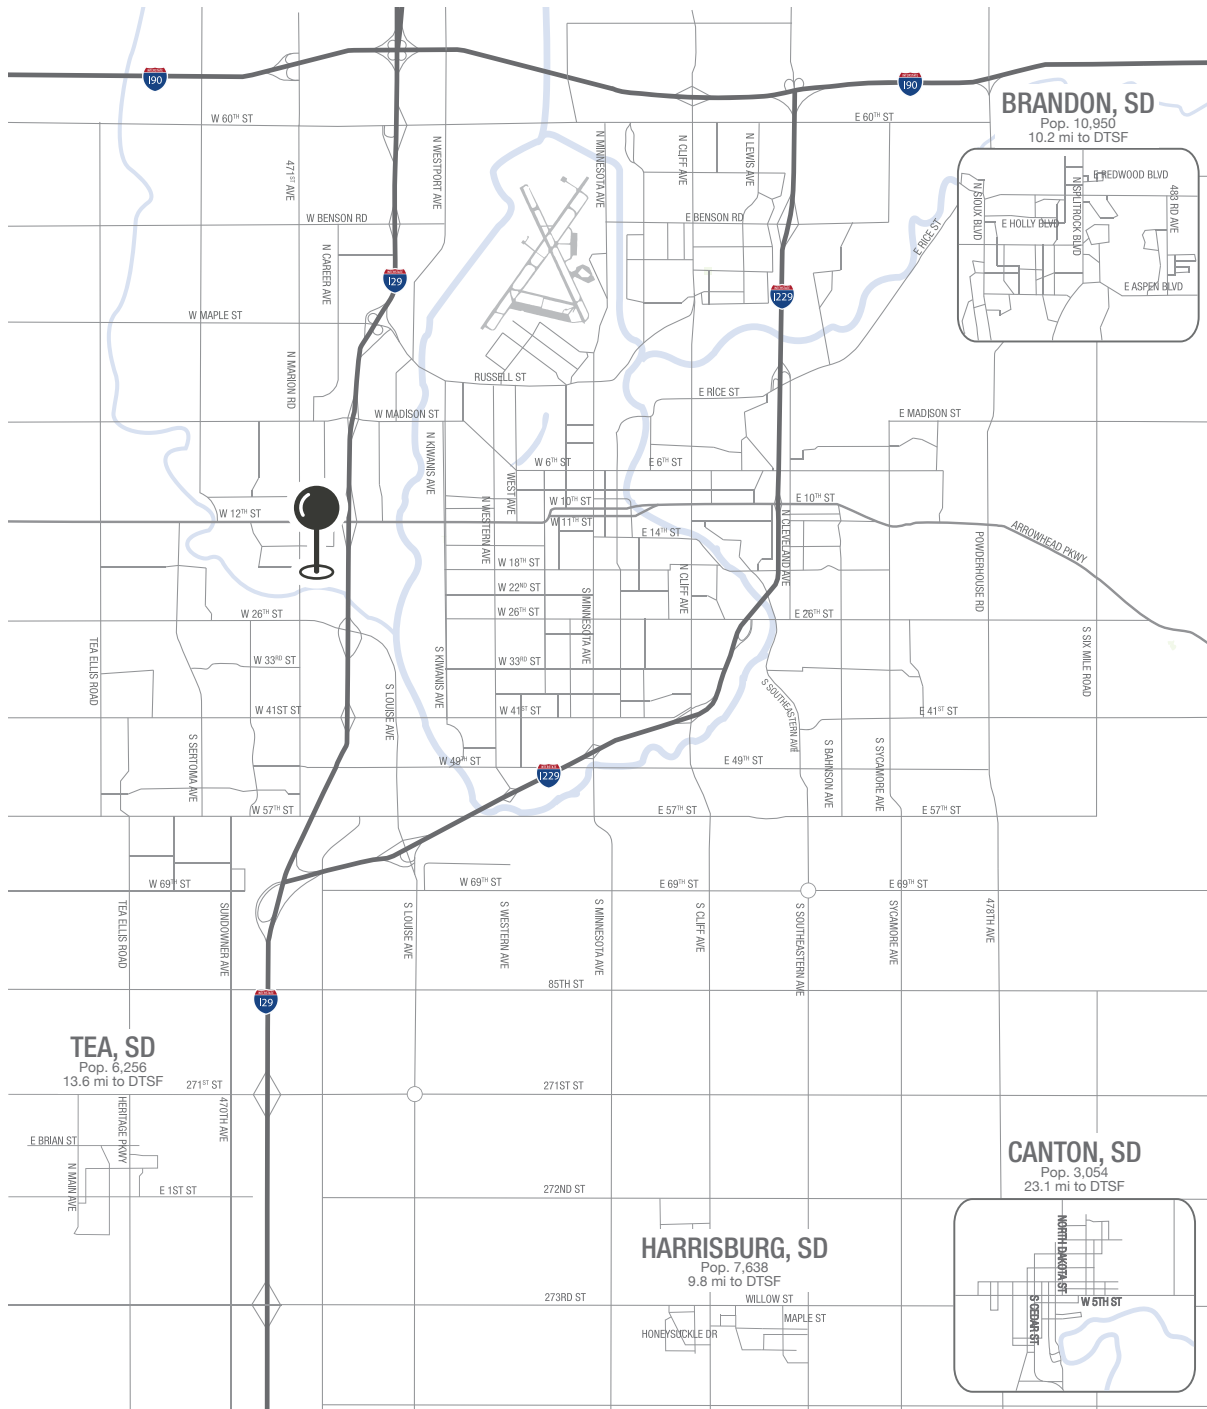 I90
I90
BRANDON, SD
Pop. 10,950
10.2 mi to DTSF
W 60TH ST
E 60TH ST
N WESTPORT AVE
N MINNESOTA AVE
N CLIFF AVE
N LEWIS AVE
471ST AVE
E REDWOOD BLVD
N SIOUX BLVD
N SPLITROCK BLVD
483 RD AVE
E HOLLY BLVD
E ASPEN BLVD
W BENSON RD
E BENSON RD
E RICE ST
N CAREER AVE
I29
I229
W MAPLE ST
N MARION RD
RUSSELL ST
E RICE ST
W MADISON ST
E MADISON ST
N KIWANIS AVE
W 6TH ST
E 6TH ST
WEST AVE
W 10TH ST
E 10TH ST
N WESTERN AVE
W 12TH ST
W 11TH ST
E 14TH ST
N CLEVELAND AVE
ARROWHEAD PKWY
POWDERHOUSE RD
W 18TH ST
N CLIFF AVE
W 22ND ST
S MINNESOTA AVE
W 26TH ST
W 26TH ST
E 26TH ST
TEA ELLIS ROAD
S SIX MILE ROAD
W 33RD ST
W 33RD ST
S KIWANIS AVE
S LOUISE AVE
S SOUTHEASTERN AVE
W 41ST ST
W 41ST ST
E 41ST ST
S SERTOMA AVE
S BAHNSON AVE
S SYCAMORE AVE
W 49TH ST
E 49TH ST
I229
W 57TH ST
E 57TH ST
E 57TH ST
W 69TH ST
W 69TH ST
E 69TH ST
E 69TH ST
TEA ELLIS ROAD
SUNDOWNER AVE
S LOUISE AVE
S WESTERN AVE
S MINNESOTA AVE
S CLIFF AVE
S SOUTHEASTERN AVE
SYCAMORE AVE
478TH AVE
85TH ST
I29
TEA, SD
Pop. 6,256
13.6 mi to DTSF
271ST ST
271ST ST
HERITAGE PKWY
470TH AVE
E BRIAN ST
N MAIN AVE
E 1ST ST
272ND ST
CANTON, SD
Pop. 3,054
23.1 mi to DTSF
NORTH DAKOTA ST
W 5TH ST
S CEDAR ST
HARRISBURG, SD
Pop. 7,638
9.8 mi to DTSF
273RD ST
WILLOW ST
MAPLE ST
HONEYSUCKLE DR